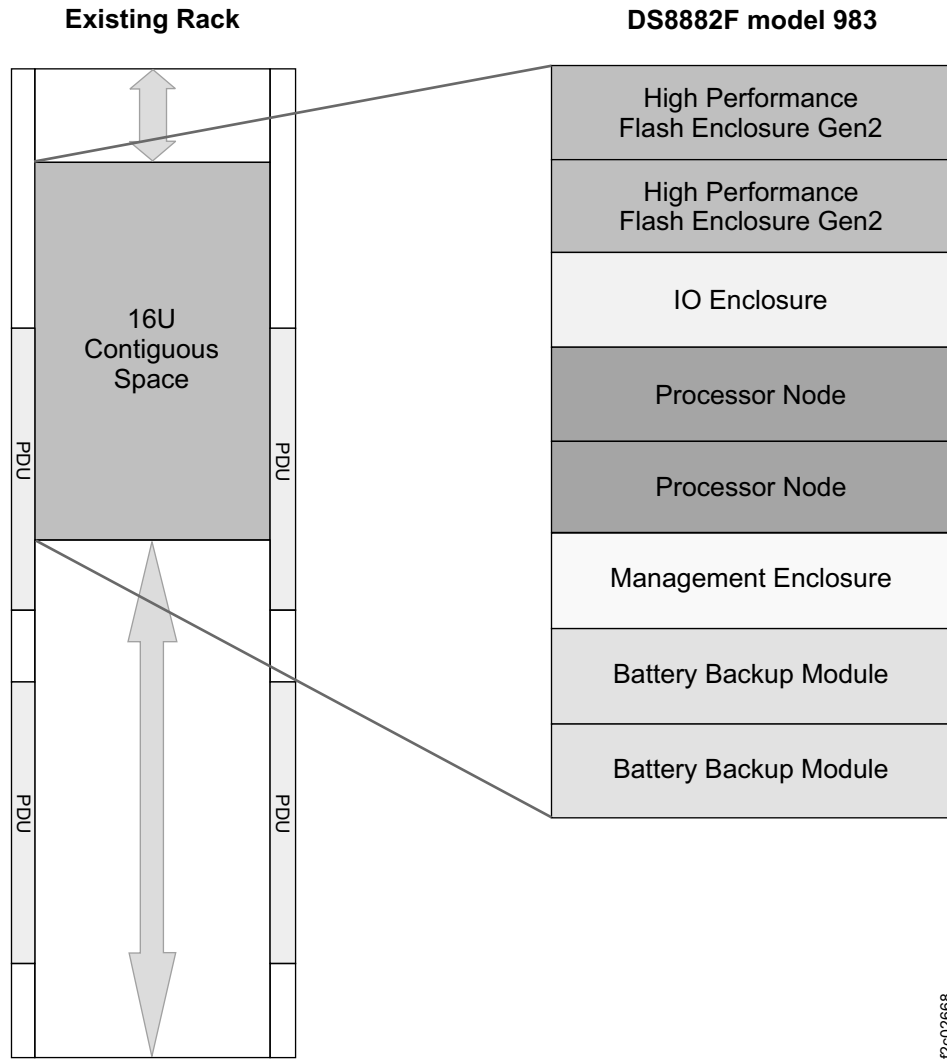 Existing Rack
DS8882F model 983
16U
Contiguous
Space
PDU
PDU
PDU
PDU
High Performance
Flash Enclosure Gen2
High Performance
Flash Enclosure Gen2
IO Enclosure
Processor Node
Processor Node
Management Enclosure
Battery Backup Module
Battery Backup Module
f2c02668